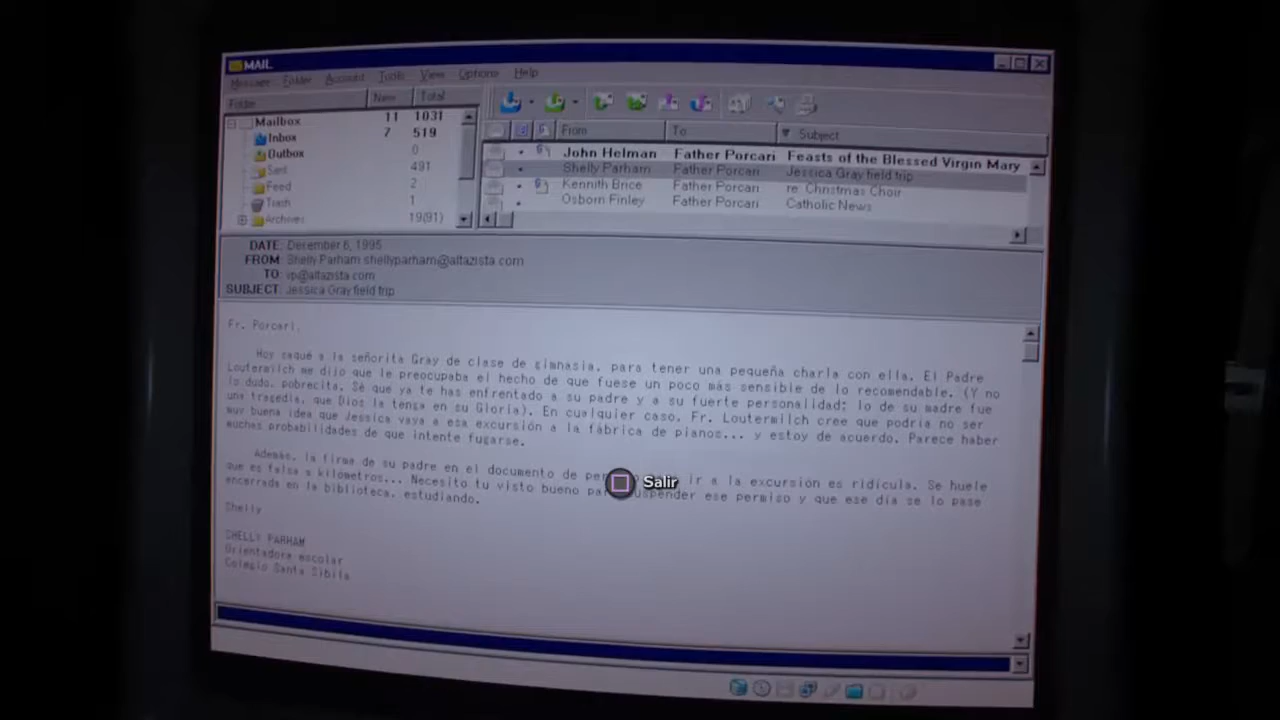 MAIL
Message Folder Account Tools View Options Help
Folder New Total
Mailbox 11 1031
Inbox 7 519
Outbox 0
Sent 491
Feed 2
Trash 1
Archives 19(91)
From To Subject
John Helman Father Porcari Feasts of the Blessed Virgin Mary
Shelly Parham Father Porcari Jessica Gray field trip
Kennith Brice Father Porcari re: Christmas Choir
Osborn Finley Father Porcari Catholic News
DATE: December 6, 1995
FROM: Shelly Parham shellyparham@altazista.com
TO: vp@altazista.com
SUBJECT: Jessica Gray field trip
Fr. Porcari,
Hoy saqué a la señorita Gray de clase de gimnasia, para tener una pequeña charla con ella. El Padre
Loutermilch me dijo que le preocupaba el hecho de que fuese un poco más sensible de lo recomendable. (Y no
lo dudo, pobrecita. Sé que ya te has enfrentado a su padre y a su fuerte personalidad; lo de su madre fue
una tragedia, que Dios la tenga en su Gloria). En cualquier caso, Fr. Loutermilch cree que podría no ser
muy buena idea que Jessica vaya a esa excursión a la fábrica de pianos... y estoy de acuerdo. Parece haber
muchas probabilidades de que intente fugarse.
Además, la firma de su padre en el documento de ir a la excursión es ridícula. Se huele
que es falsa a kilómetros... Necesito tu visto bueno para suspender ese permiso y que ese día se lo pase
encerrada en la biblioteca, estudiando.
Salir
Shelly
SHELLY PARHAM
Orientadora escolar
Colegio Santa Sibila